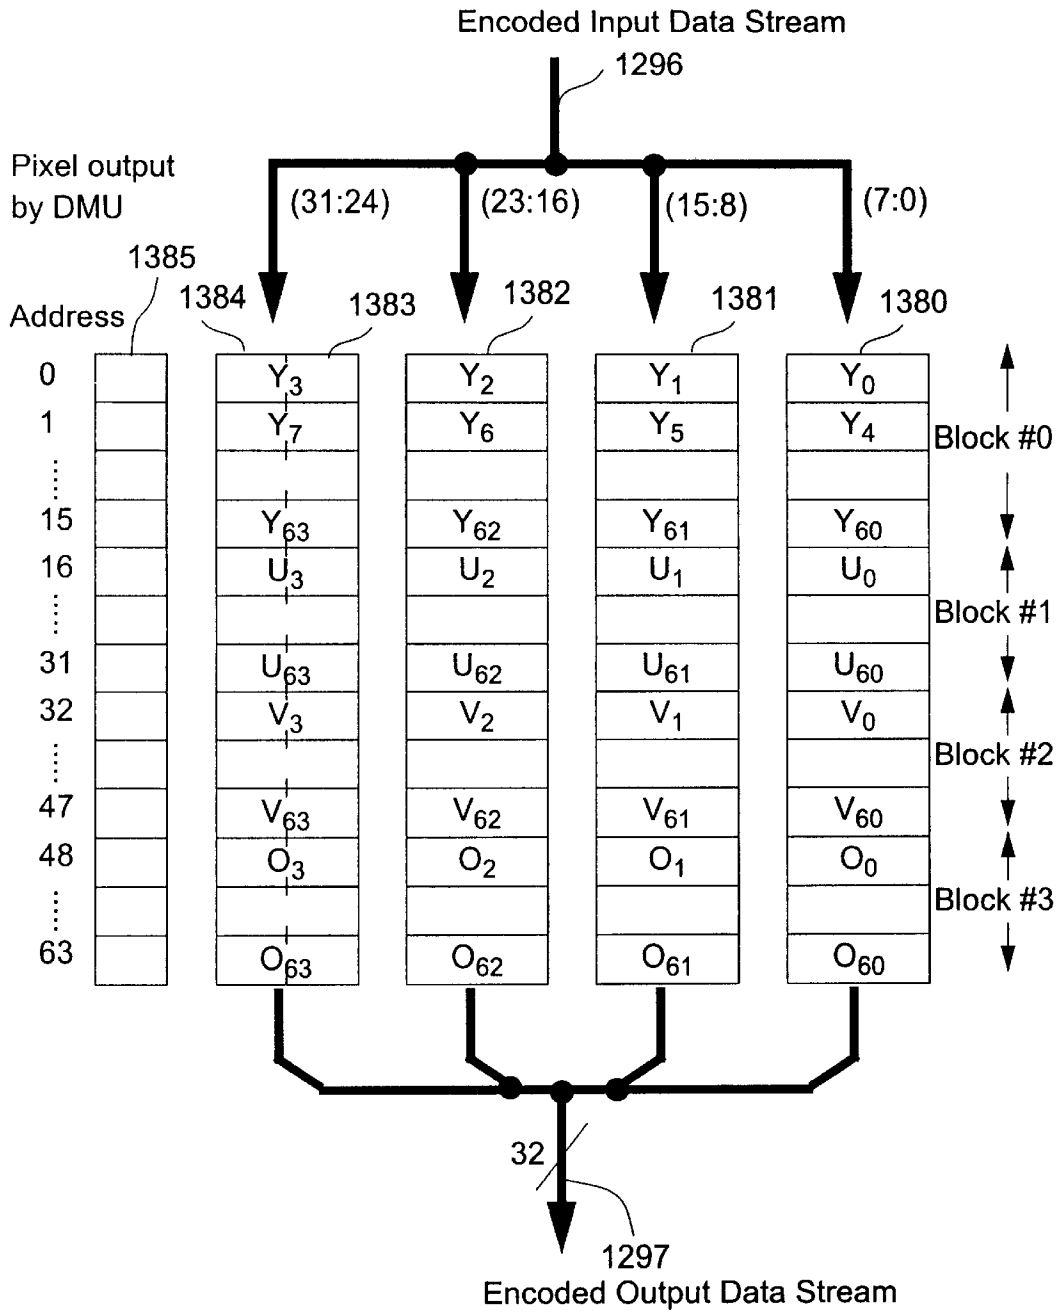 Encoded Input Data Stream
1296
Pixel output
by DMU
(31:24) (23:16) (15:8) (7:0)
1385
1384 1383 1382 1381 1380
Address
0 Y3 Y2 Y1 Y0
1 Y7 Y6 Y5 Y4 Block #0
15 Y63 Y62 Y61 Y60
16 U3 U2 U1 U0
Block #1
31 U63 U62 U61 U60
32 V3 V2 V1 V0
Block #2
47 V63 V62 V61 V60
48 O3 O2 O1 O0
Block #3
63 O63 O62 O61 O60
32
1297
Encoded Output Data Stream